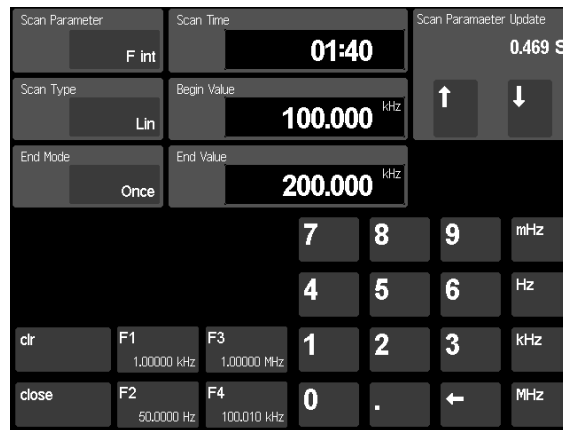 Scan Parameter
F int
Scan Time
01:40
Scan Paramaeter Update
0.469 S
Scan Type
Lin
Begin Value
100.000 kHz
↑ ↓
End Mode
Once
End Value
200.000 kHz
7 8 9 mHz
4 5 6 Hz
clr
F1
1.00000 kHz
F3
1.00000 MHz
1 2 3 kHz
close
F2
50.0000 Hz
F4
100.010 kHz
0 . ← MHz